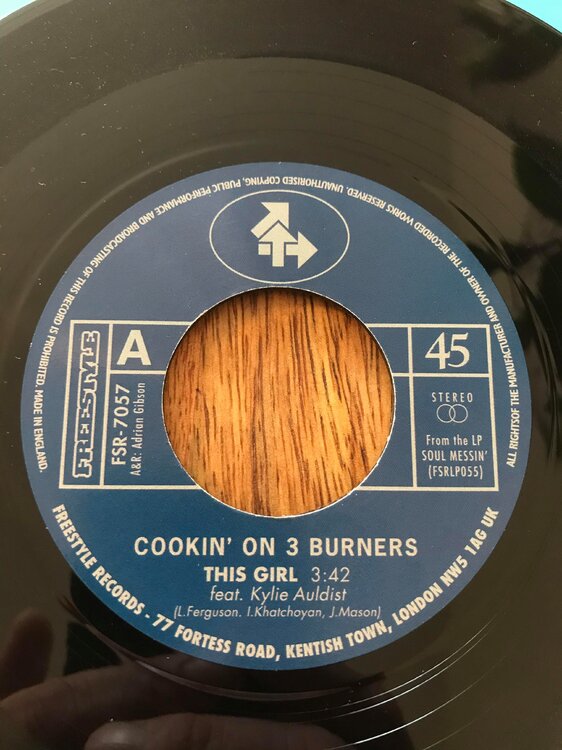 ALL RIGHTSOF THE MANUFACTURER AND OWNER OF THE RECORDED WORKS RESERVED. UNAUTHORISED COPYING, PUBLIC PERFORMANCE AND BROADCASTING OF THIS RECORD IS PROHIBITED. MADE IN ENGLAND.
FREESTYLE
A
FSR-7057
A&R: Adrian Gibson
45
STEREO
From the LP
SOUL MESSIN'
(FSRLP055)
COOKIN' ON 3 BURNERS
THIS GIRL 3:42
feat. Kylie Auldist
(L.Ferguson. I.Khatchoyan, J.Mason)
FREESTYLE RECORDS - 77 FORTESS ROAD, KENTISH TOWN, LONDON NW5 1AG UK